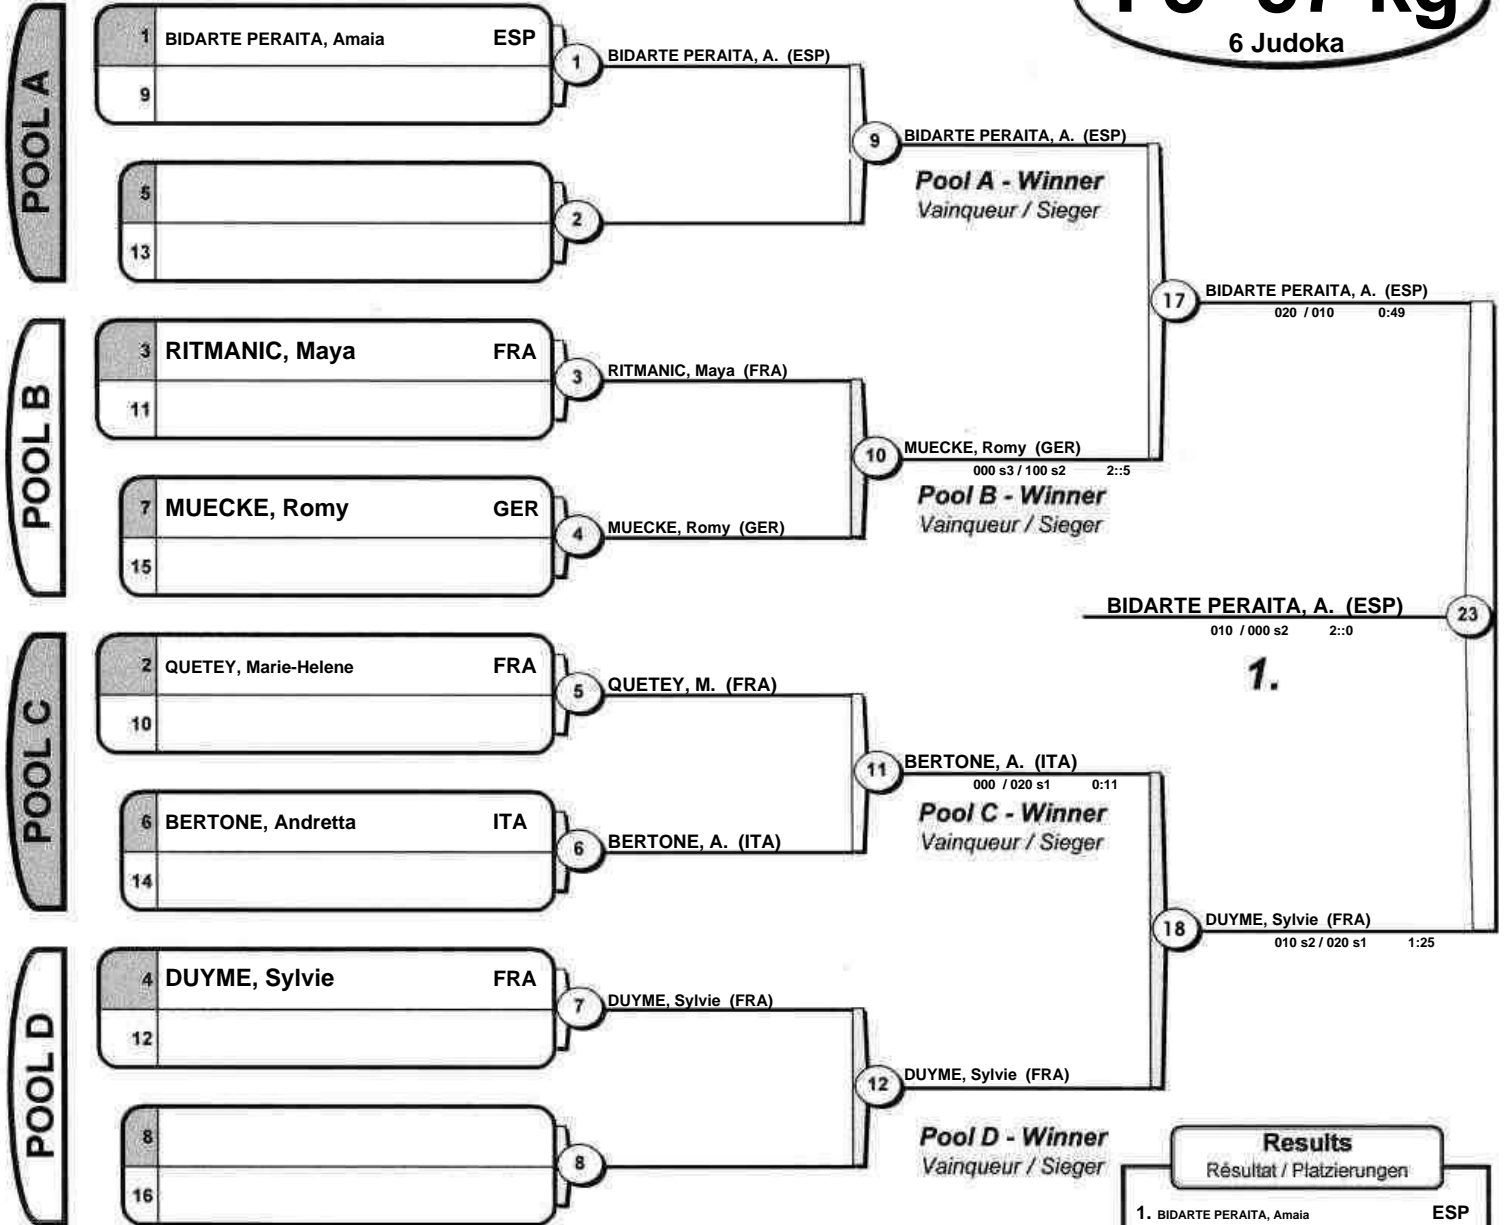 6 Judoka
POOL A
1 BIDARTE PERAITA, Amaia ESP
9
5
13
1 BIDARTE PERAITA, A. (ESP)
2
9 BIDARTE PERAITA, A. (ESP)
Pool A - Winner
Vainqueur / Sieger
POOL B
3 RITMANIC, Maya FRA
11
7 MUECKE, Romy GER
15
3 RITMANIC, Maya (FRA)
4 MUECKE, Romy (GER)
10 MUECKE, Romy (GER)
000 s3 / 100 s2 2::5
Pool B - Winner
Vainqueur / Sieger
17 BIDARTE PERAITA, A. (ESP)
020 / 010 0:49
BIDARTE PERAITA, A. (ESP) 23
010 / 000 s2 2::0
1.
POOL C
2 QUETEY, Marie-Helene FRA
10
6 BERTONE, Andretta ITA
14
5 QUETEY, M. (FRA)
6 BERTONE, A. (ITA)
11 BERTONE, A. (ITA)
000 / 020 s1 0:11
Pool C - Winner
Vainqueur / Sieger
18 DUYME, Sylvie (FRA)
010 s2 / 020 s1 1:25
POOL D
4 DUYME, Sylvie FRA
12
8
16
7 DUYME, Sylvie (FRA)
8
12 DUYME, Sylvie (FRA)
Pool D - Winner
Vainqueur / Sieger
Results
Résultat / Platzierungen
1. BIDARTE PERAITA, Amaia ESP